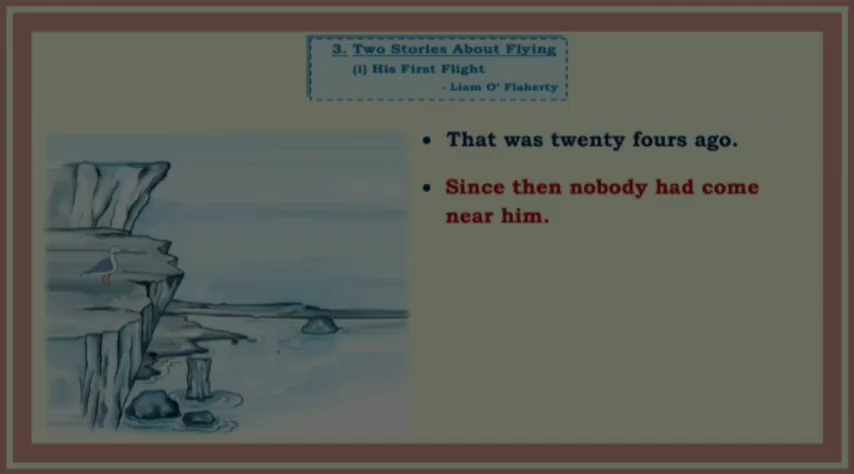 3. Two Stories About Flying
(i) His First Flight
- Liam O' Flaherty
• That was twenty fours ago.
• Since then nobody had come
near him.